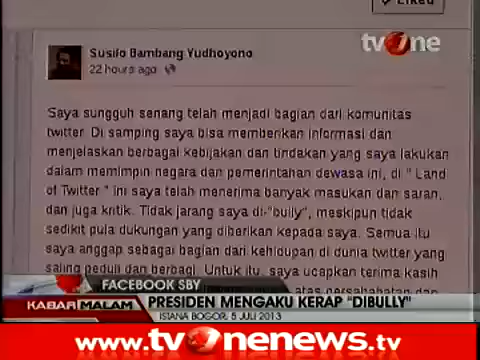 Liked
tvOne
Susilo Bambang Yudhoyono
22 hours ago
Saya sungguh senang telah menjadi bagian dari komunitas
twitter. Di samping saya bisa memberikan informasi dan
menjelaskan berbagai kebijakan dan tindakan yang saya lakukan
dalam memimpin negara dan pemerintahan dewasa ini, di " Land
of Twitter " ini saya telah menerima banyak masukan dan saran,
dan juga kritik. Tidak jarang saya di-"bully", meskipun tidak
sedikit pula dukungan yang diberikan kepada saya. Semua itu
saya anggap sebagai bagian dari kehidupan di dunia twitter yang
saling peduli dan berbagi. Untuk itu, saya ucapkan terima kasih
atas persahabatan dan
FACEBOOK SBY
KABAR MALAM
PRESIDEN MENGAKU KERAP "DIBULLY"
ISTANA BOGOR, 5 JULI 2013
www.tvOnenews.tv